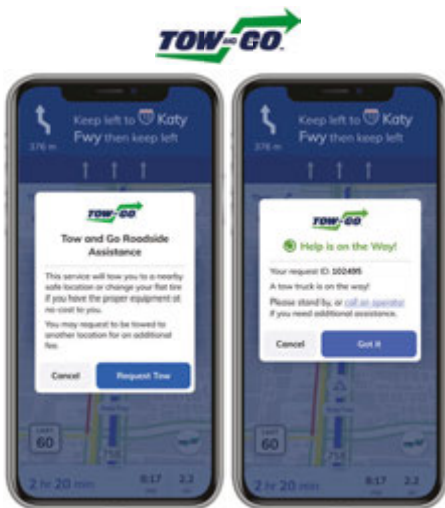 TOW AND GO
Keep left to Katy
Fwy then keep left
376 m
TOW AND GO
Tow and Go Roadside
Assistance
This service will tow you to a nearby
safe location or change your flat tire
if you have the proper equipment at
no cost to you.
You may request to be towed to
another location for an additional
fee.
Cancel
Request Tow
LIMIT
60
2 hr 20 min
8:17
2.2
Keep left to Katy
Fwy then keep left
376 m
TOW AND GO
Help is on the Way!
Your request ID: 102495
A tow truck is on the way!
Please stand by, or call an operator
if you need additional assistance.
Cancel
Got it
LIMIT
60
2 hr 20 min
8:17
2.2